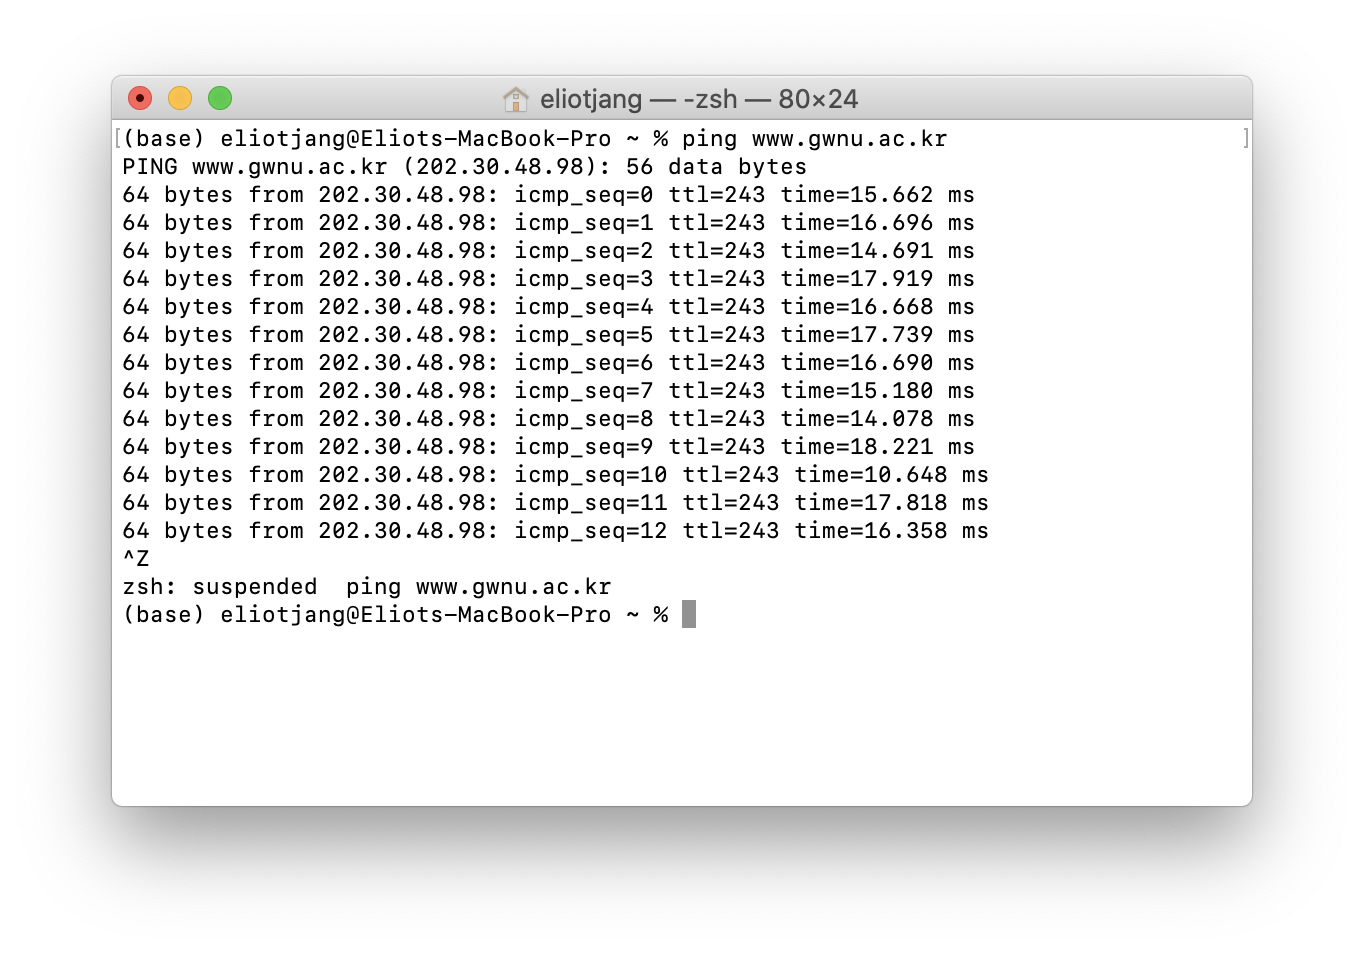 eliotjang — -zsh — 80×24
[(base) eliotjang@Eliots-MacBook-Pro ~ % ping www.gwnu.ac.kr ]
PING www.gwnu.ac.kr (202.30.48.98): 56 data bytes
64 bytes from 202.30.48.98: icmp_seq=0 ttl=243 time=15.662 ms
64 bytes from 202.30.48.98: icmp_seq=1 ttl=243 time=16.696 ms
64 bytes from 202.30.48.98: icmp_seq=2 ttl=243 time=14.691 ms
64 bytes from 202.30.48.98: icmp_seq=3 ttl=243 time=17.919 ms
64 bytes from 202.30.48.98: icmp_seq=4 ttl=243 time=16.668 ms
64 bytes from 202.30.48.98: icmp_seq=5 ttl=243 time=17.739 ms
64 bytes from 202.30.48.98: icmp_seq=6 ttl=243 time=16.690 ms
64 bytes from 202.30.48.98: icmp_seq=7 ttl=243 time=15.180 ms
64 bytes from 202.30.48.98: icmp_seq=8 ttl=243 time=14.078 ms
64 bytes from 202.30.48.98: icmp_seq=9 ttl=243 time=18.221 ms
64 bytes from 202.30.48.98: icmp_seq=10 ttl=243 time=10.648 ms
64 bytes from 202.30.48.98: icmp_seq=11 ttl=243 time=17.818 ms
64 bytes from 202.30.48.98: icmp_seq=12 ttl=243 time=16.358 ms
^Z
zsh: suspended  ping www.gwnu.ac.kr
(base) eliotjang@Eliots-MacBook-Pro ~ %